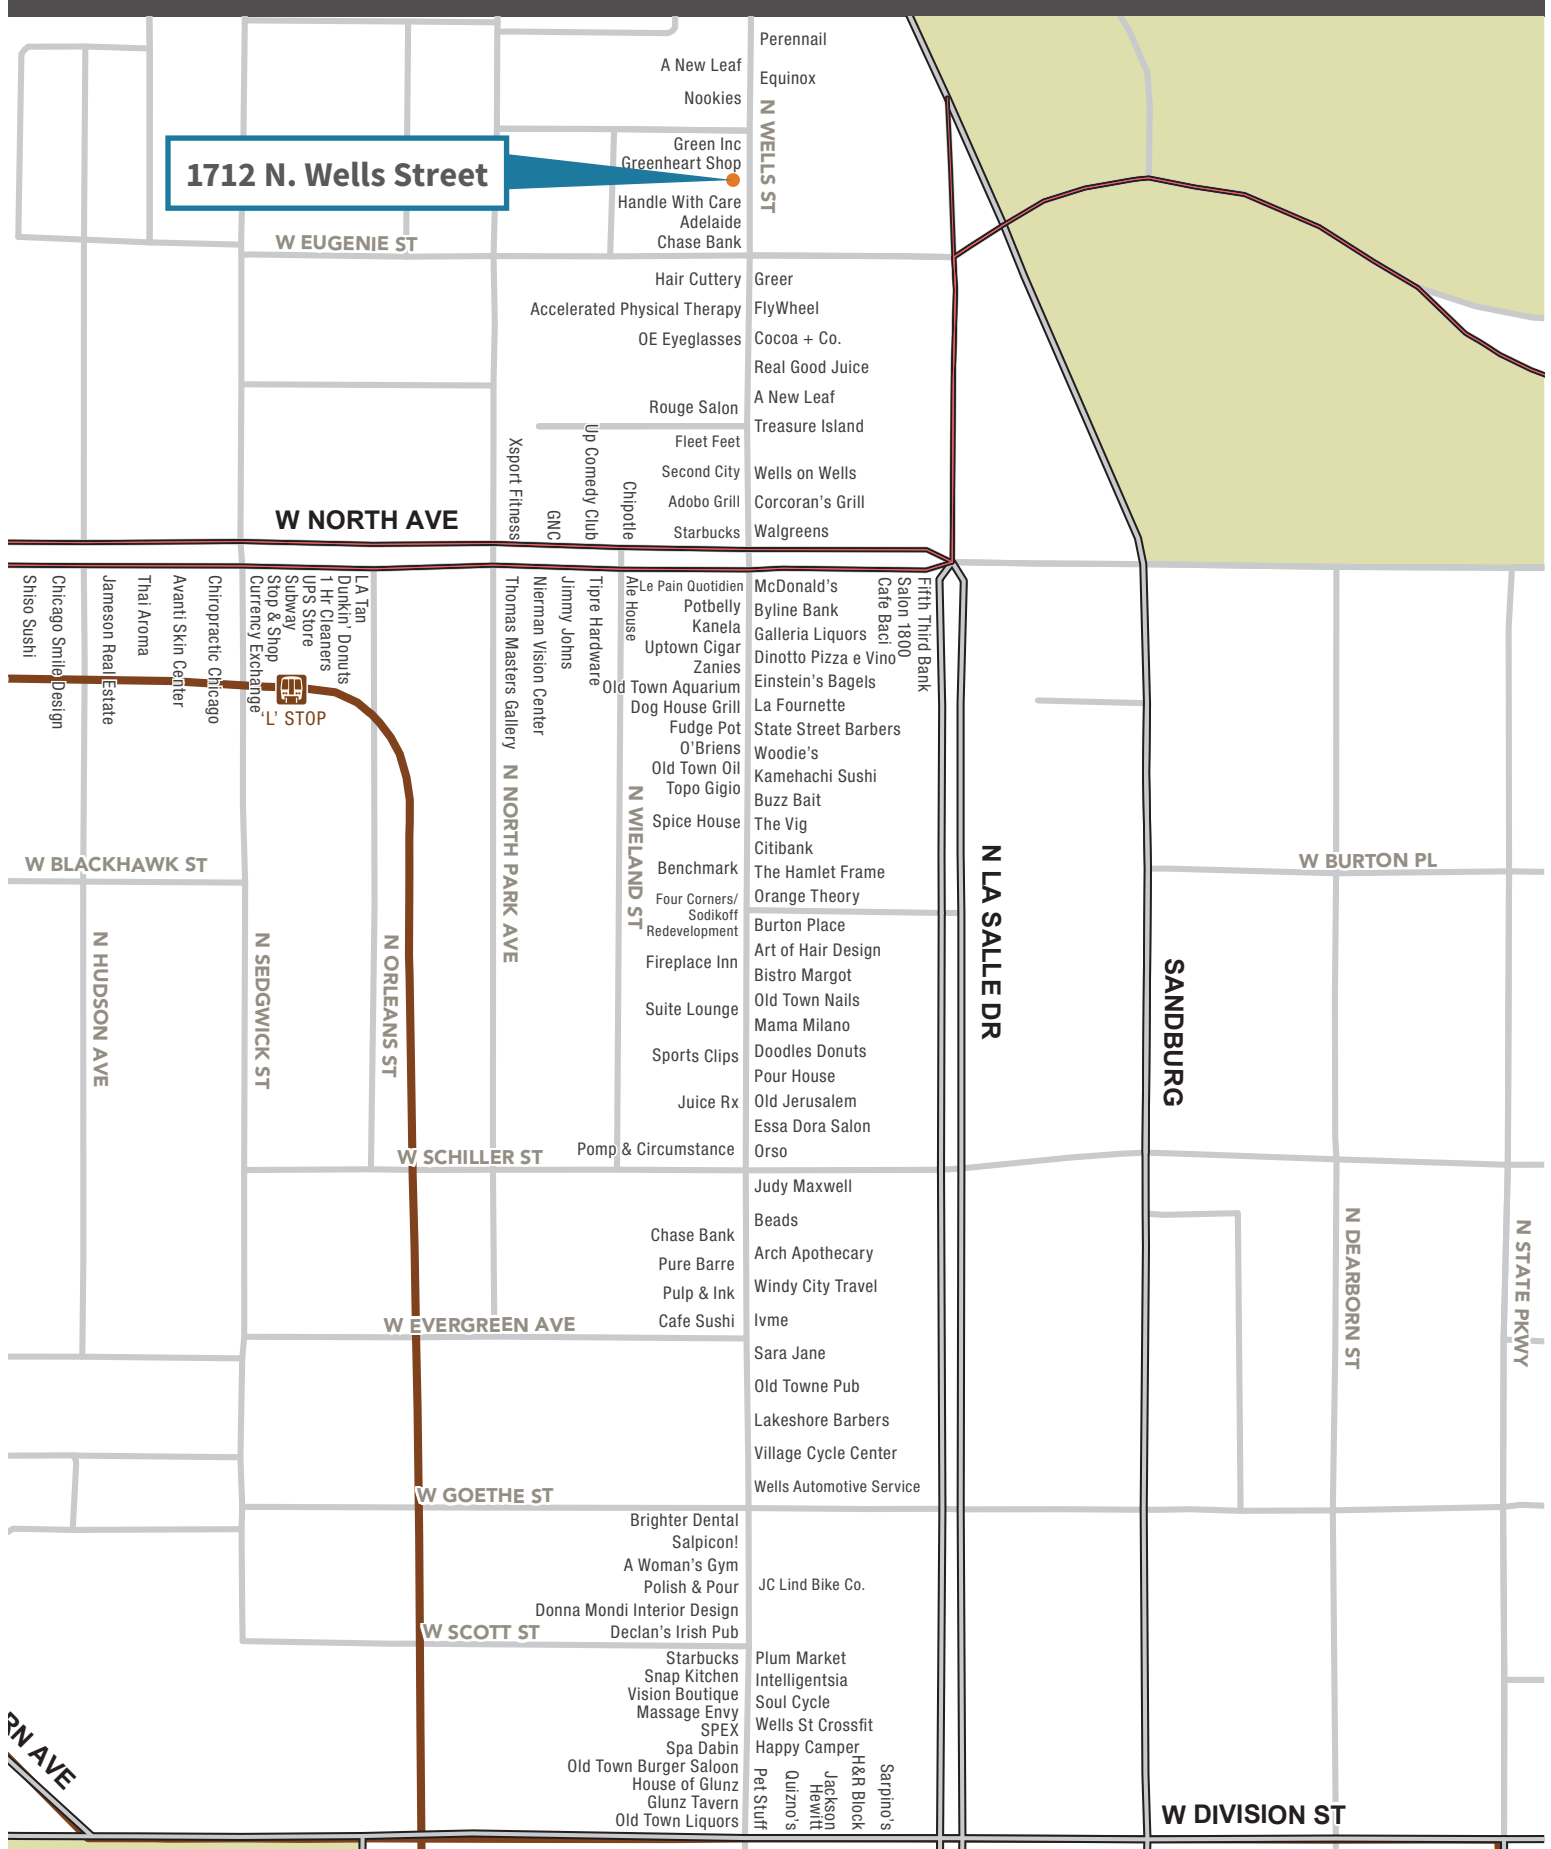 Perennail
A New Leaf
Equinox
Nookies
N WELLS ST
Green Inc
Greenheart Shop
1712 N. Wells Street
Handle With Care
Adelaide
Chase Bank
W EUGENIE ST
Hair Cuttery
Greer
Accelerated Physical Therapy
FlyWheel
OE Eyeglasses
Cocoa + Co.
Real Good Juice
A New Leaf
Rouge Salon
Treasure Island
Fleet Feet
Second City
Wells on Wells
Adobo Grill
Corcoran's Grill
Starbucks
Walgreens
Xsport Fitness
GNC
Up Comedy Club
Chipotle
W NORTH AVE
Shiso Sushi
Chicago Smile Design
Jameson Real Estate
Thai Aroma
Avanti Skin Center
Chiropractic Chicago
Currency Exchange
Stop & Shop
Subway
UPS Store
1 Hr Cleaners
Dunkin' Donuts
LA Tan
'L' STOP
Thomas Masters Gallery
Nierman Vision Center
Jimmy Johns
Tipre Hardware
Ale House
Le Pain Quotidien
McDonald's
Potbelly
Byline Bank
Kanela
Galleria Liquors
Uptown Cigar
Dinotto Pizza e Vino
Zanies
Einstein's Bagels
Old Town Aquarium
La Fournette
Dog House Grill
State Street Barbers
Fudge Pot
Woodie's
O'Briens
Kamehachi Sushi
Old Town Oil
Topo Gigio
Buzz Bait
Spice House
The Vig
Citibank
Benchmark
The Hamlet Frame
Orange Theory
Four Corners/
Sodikoff
Redevelopment
Cafe Baci
Salon 1800
Fifth Third Bank
Burton Place
Art of Hair Design
Fireplace Inn
Bistro Margot
Old Town Nails
Suite Lounge
Mama Milano
Sports Clips
Doodles Donuts
Pour House
Juice Rx
Old Jerusalem
Essa Dora Salon
Pomp & Circumstance
Orso
W BLACKHAWK ST
W BURTON PL
N HUDSON AVE
N SEDGWICK ST
N ORLEANS ST
N NORTH PARK AVE
N WIELAND ST
N LA SALLE DR
SANDBURG
W SCHILLER ST
Judy Maxwell
Beads
Chase Bank
Arch Apothecary
Pure Barre
Windy City Travel
Pulp & Ink
Cafe Sushi
Ivme
W EVERGREEN AVE
N DEARBORN ST
N STATE PKWY
Sara Jane
Old Towne Pub
Lakeshore Barbers
Village Cycle Center
Wells Automotive Service
W GOETHE ST
Brighter Dental
Salpicon!
A Woman's Gym
Polish & Pour
JC Lind Bike Co.
Donna Mondi Interior Design
Declan's Irish Pub
W SCOTT ST
Starbucks
Plum Market
Snap Kitchen
Intelligentsia
Vision Boutique
Soul Cycle
Massage Envy
Wells St Crossfit
SPEX
Spa Dabin
Happy Camper
Old Town Burger Saloon
House of Glunz
Glunz Tavern
Old Town Liquors
Pet Stuff
Quizno's
Jackson
Hewitt
H&R Block
Sarpino's
RN AVE
W DIVISION ST